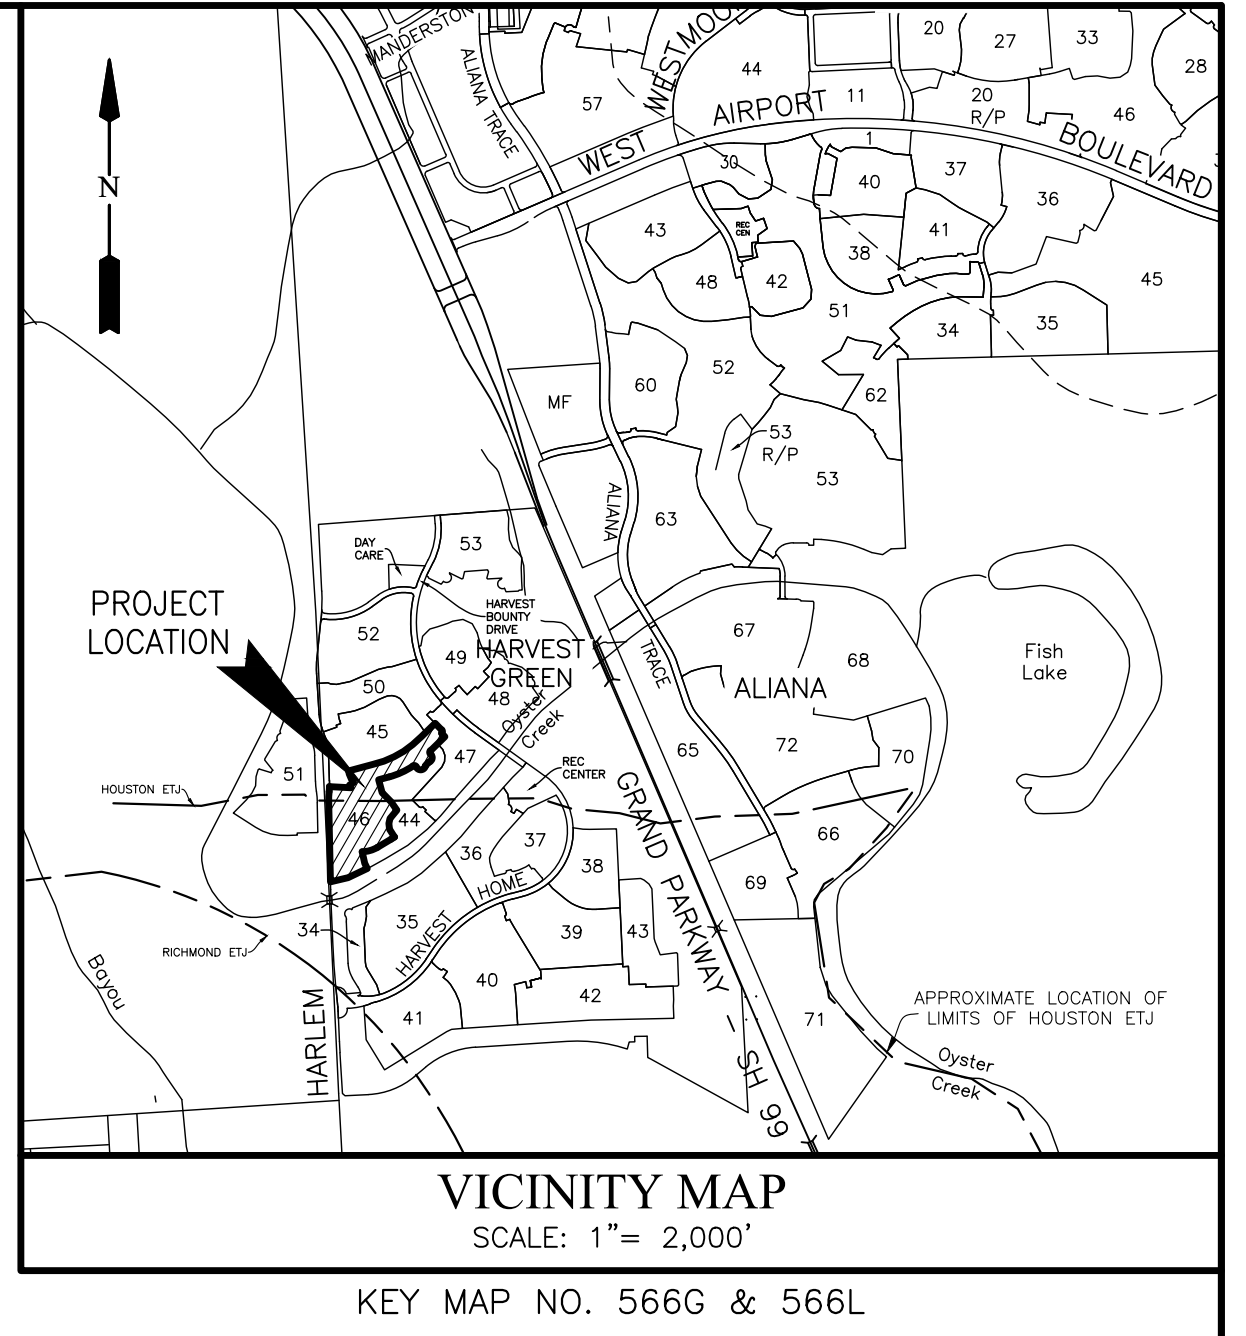 MANDERSTON
ALIANA TRACE
57
WESTMOOR
44
20
27
33
28
11
20
R/P
46
WEST AIRPORT BOULEVARD
1
30
40
37
36
N
43
REC
CEN
41
38
48
42
45
51
34
35
52
60
MF
62
53
R/P
53
ALIANA
63
DAY
CARE
53
HARVEST
BOUNTY
DRIVE
PROJECT
LOCATION
52
49
HARVEST
GREEN
TRACE
67
68
Fish
Lake
50
48
ALIANA
Oyster
Creek
45
47
65
72
70
51
REC
CENTER
HOUSTON ETJ
46
44
GRAND PARKWAY - SH 99
37
36
38
66
HOME
69
34
35
HARVEST
39
43
RICHMOND ETJ
Bayou
40
42
41
71
APPROXIMATE LOCATION OF
LIMITS OF HOUSTON ETJ
HARLEM
Oyster
Creek
VICINITY MAP
SCALE: 1"= 2,000'
KEY MAP NO. 566G & 566L